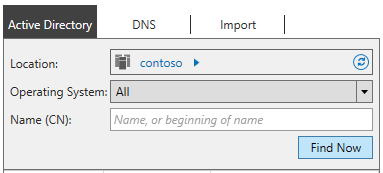 Active Directory DNS Import
Location: contoso
Operating System: All
Name (CN): Name, or beginning of name
Find Now